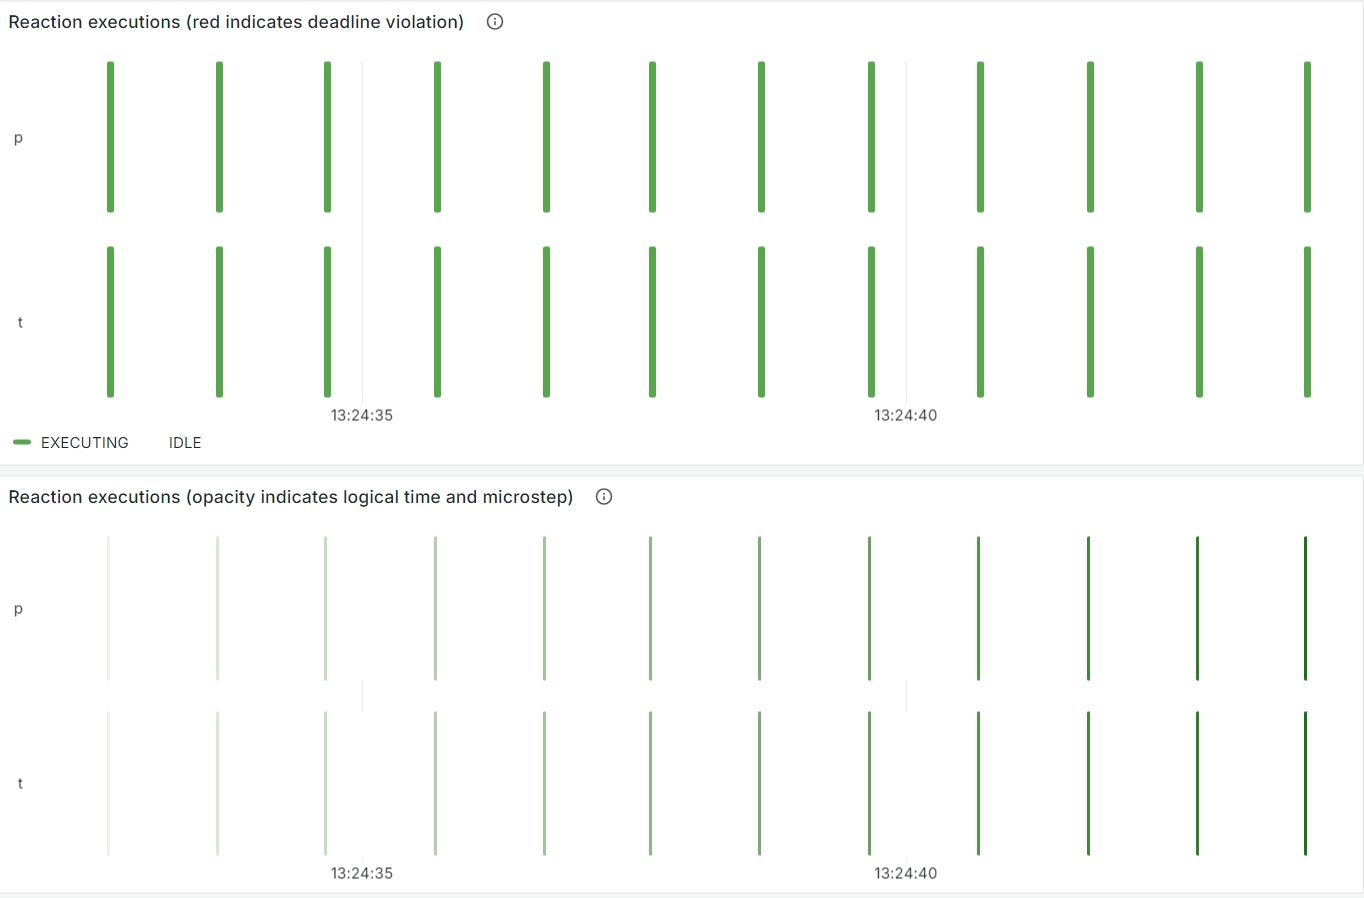 Reaction executions (red indicates deadline violation)
p
t
13:24:35 13:24:40
EXECUTING IDLE
Reaction executions (opacity indicates logical time and microstep)
p
t
13:24:35 13:24:40